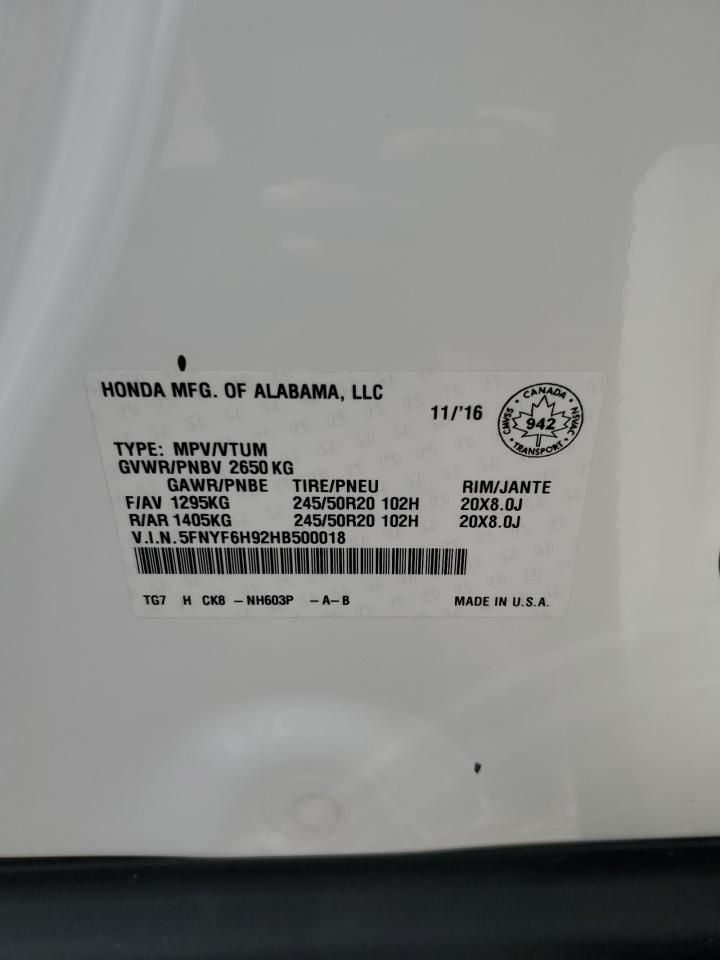 HONDA MFG. OF ALABAMA, LLC
11/'16
CANADA
CMVSS
942
NSVAC
TRANSPORT
TYPE: MPV/VTUM
GVWR/PNBV 2650 KG
GAWR/PNBE TIRE/PNEU RIM/JANTE
F/AV 1295KG 245/50R20 102H 20X8.0J
R/AR 1405KG 245/50R20 102H 20X8.0J
V.I.N.5FNYF6H92HB500018
TG7 H CK8 -NH603P -A-B MADE IN U.S.A.